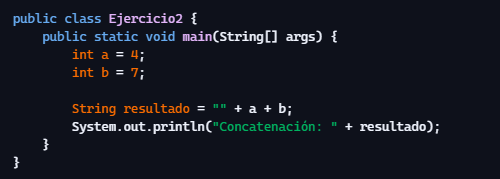 public class Ejercicio2 {
    public static void main(String[] args) {
        int a = 4;
        int b = 7;

        String resultado = "" + a + b;
        System.out.println("Concatenación: " + resultado);
    }
}